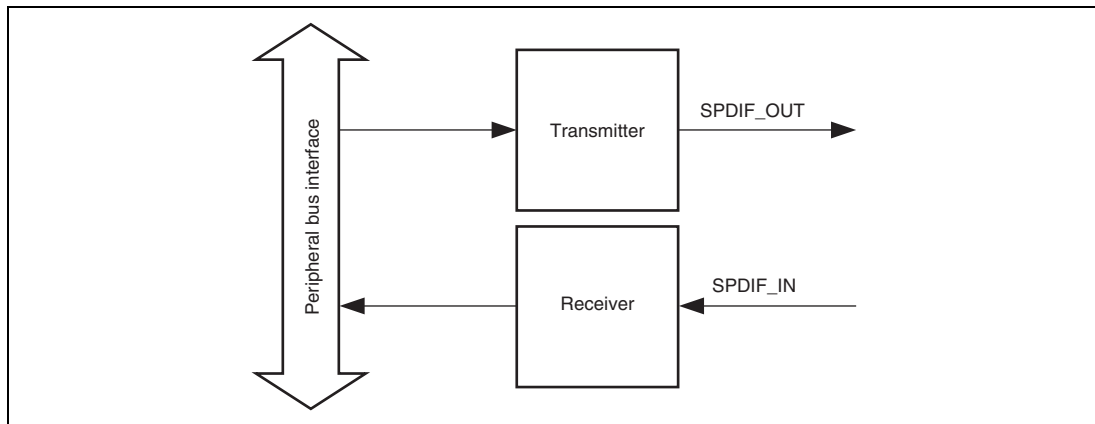 Peripheral bus interface
Transmitter
SPDIF_OUT
Receiver
SPDIF_IN